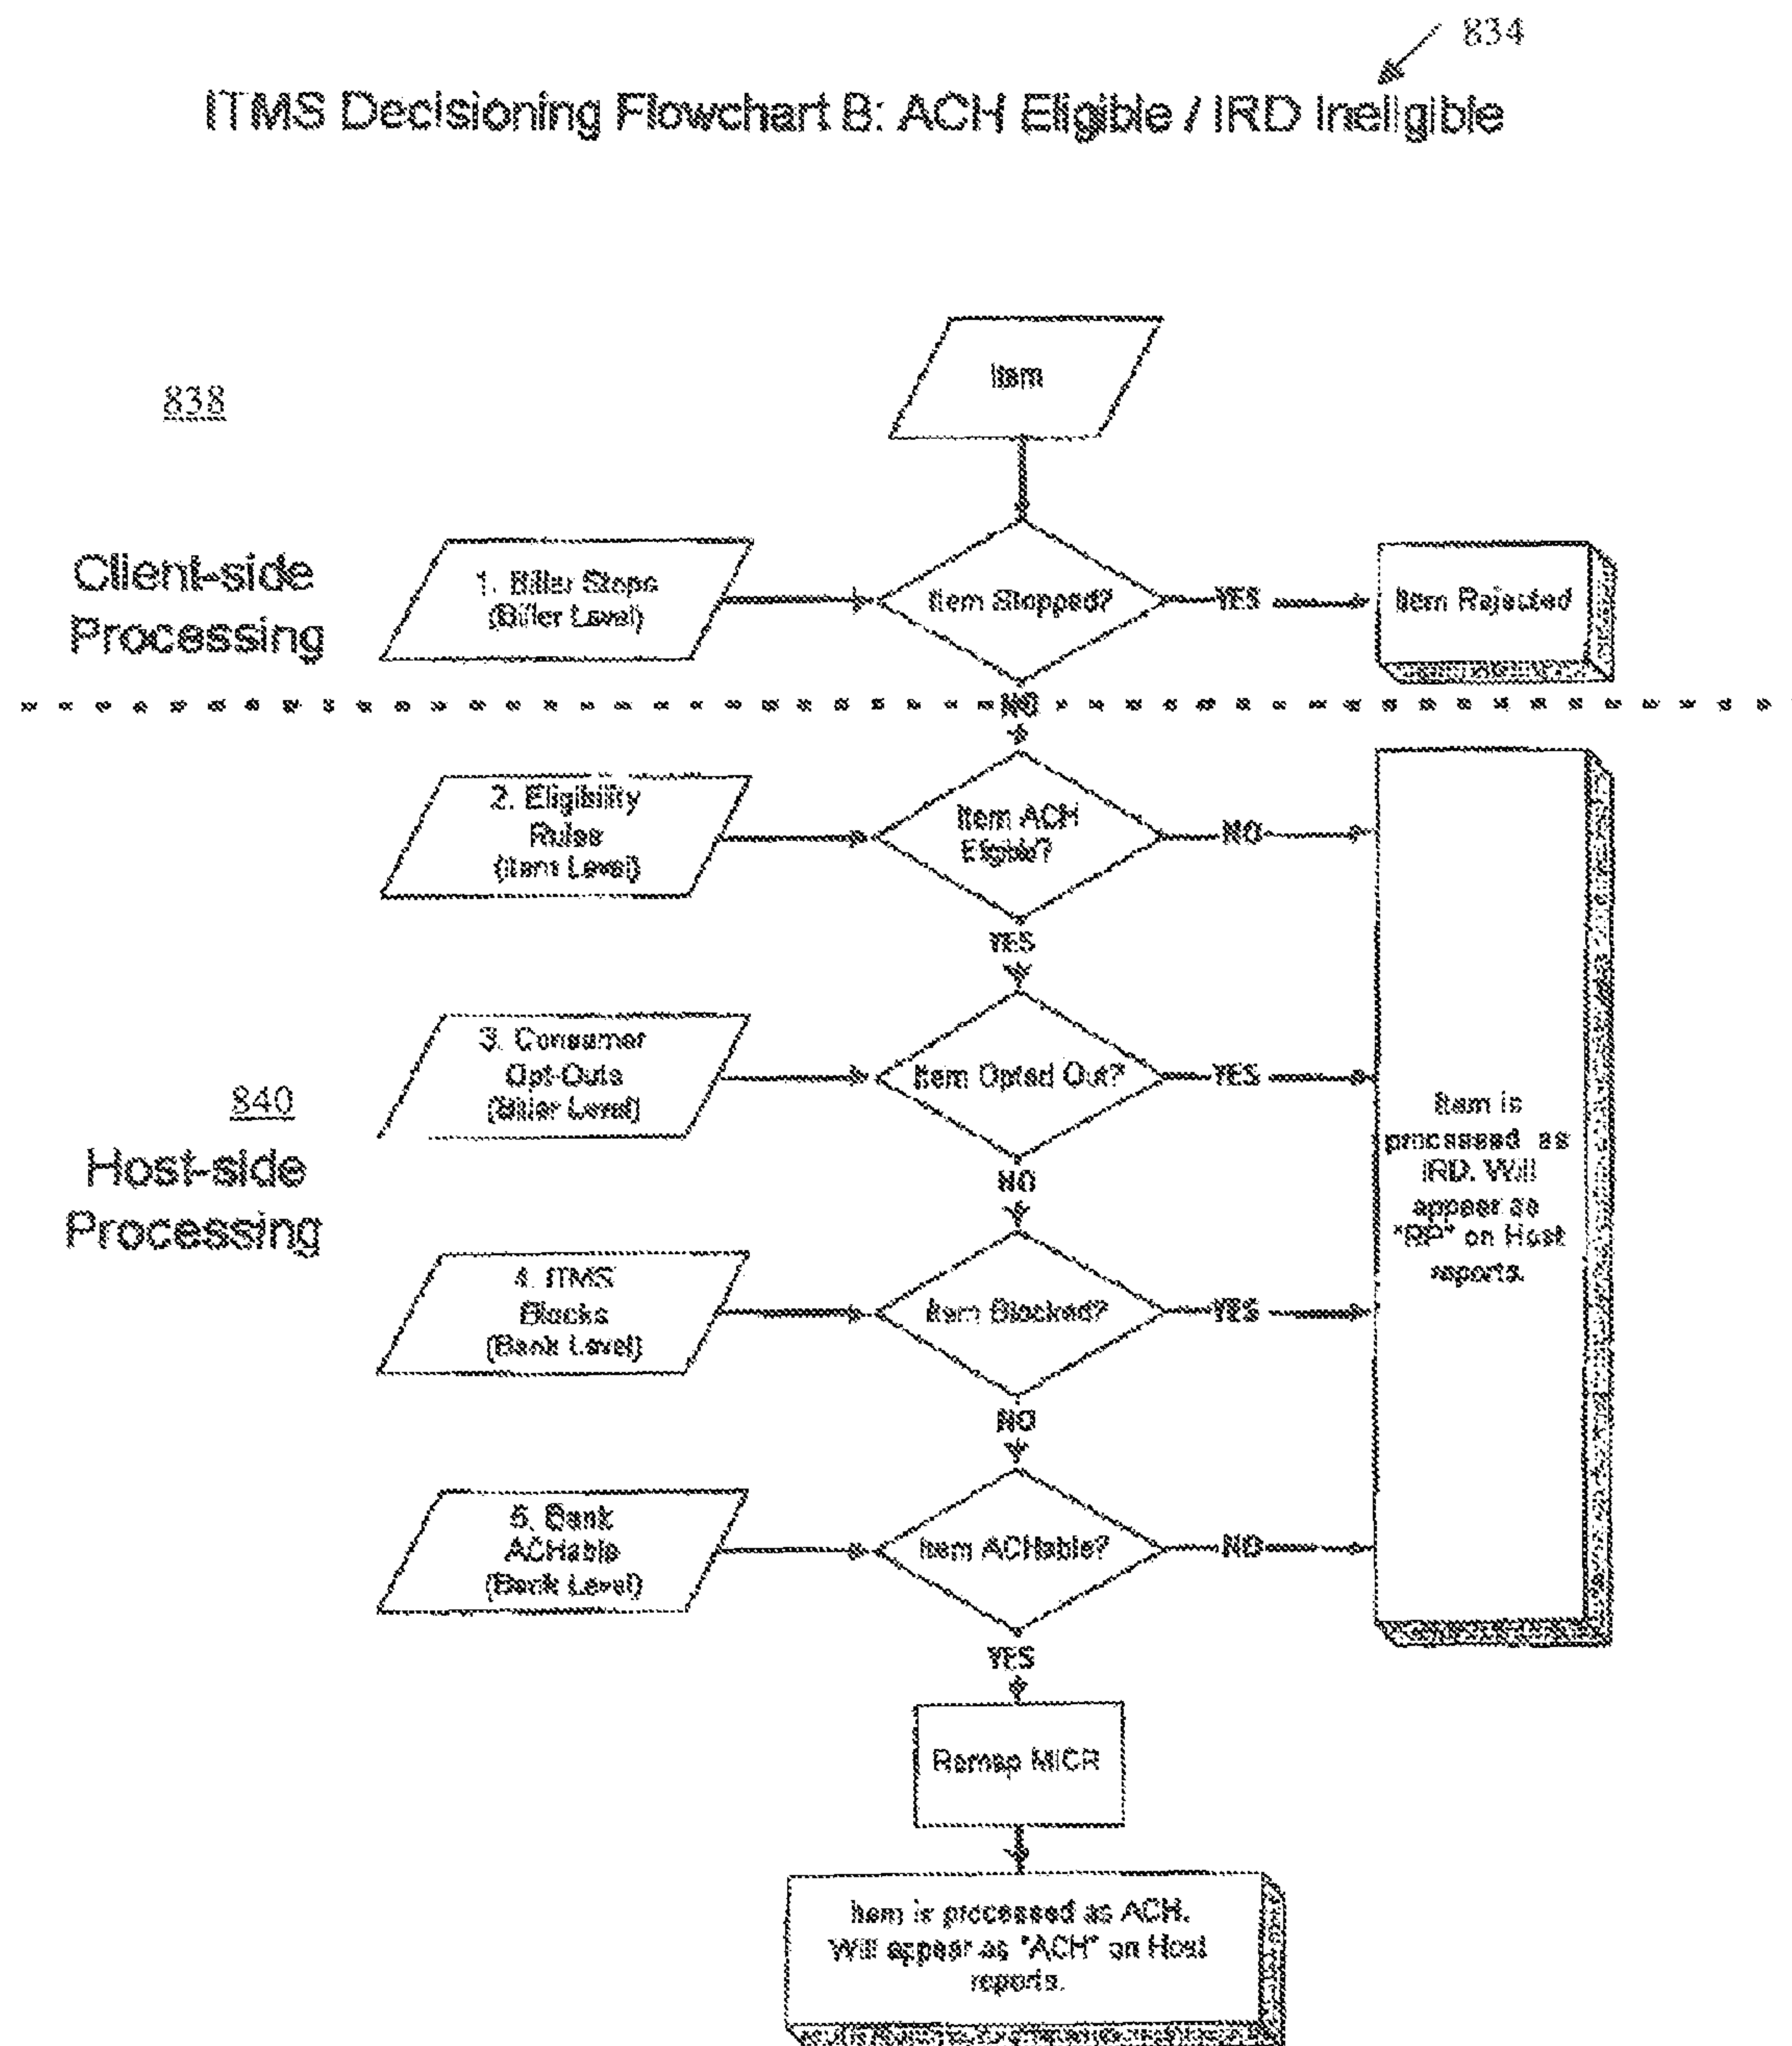 834
ITMS Decisioning Flowchart B: ACH Eligible / IRD Ineligible
Item
838
Client-side
Processing
1. Biller Stops
(Biller Level)
Item Stopped?
YES
Item Rejected
NO
2. Eligibility
Rules
(Item Level)
Item ACH
Eligible?
NO
YES
3. Consumer
Opt-Outs
(Biller Level)
Item Opted Out?
YES
840
Host-side
Processing
Item is
processed as
IRD. Will
appear as
"RP" on Host
reports.
NO
4. ITMS
Blocks
(Bank Level)
Item Blocked?
YES
NO
5. Bank
ACHable
(Bank Level)
Item ACHable?
NO
YES
Remap MICR
Item is processed as ACH.
Will appear as "ACH" on Host
reports.